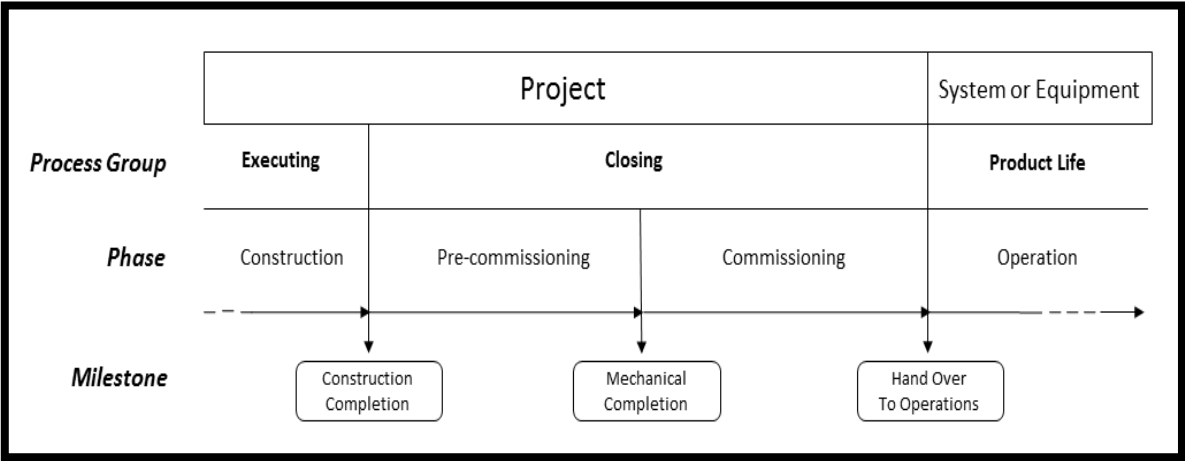 Project
System or Equipment
Process Group
Executing
Closing
Product Life
Phase
Construction
Pre-commissioning
Commissioning
Operation
Milestone
Construction
Completion
Mechanical
Completion
Hand Over
To Operations